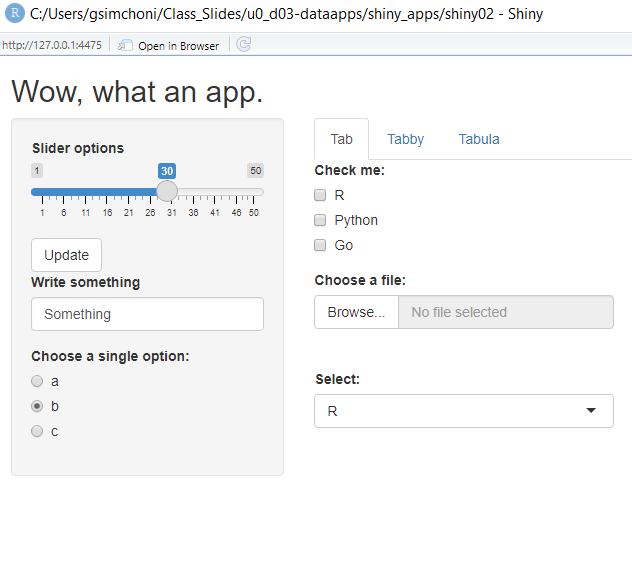 R C:/Users/gsimchoni/Class_Slides/u0_d03-dataapps/shiny_apps/shiny02 - Shiny
http://127.0.0.1:4475 Open in Browser
Wow, what an app.
Slider options
1 30 50
1 6 11 16 21 26 31 36 41 46 50
Update
Write something
Something
Choose a single option:
a
b
c
Tab Tabby Tabula
Check me:
R
Python
Go
Choose a file:
Browse... No file selected
Select:
R